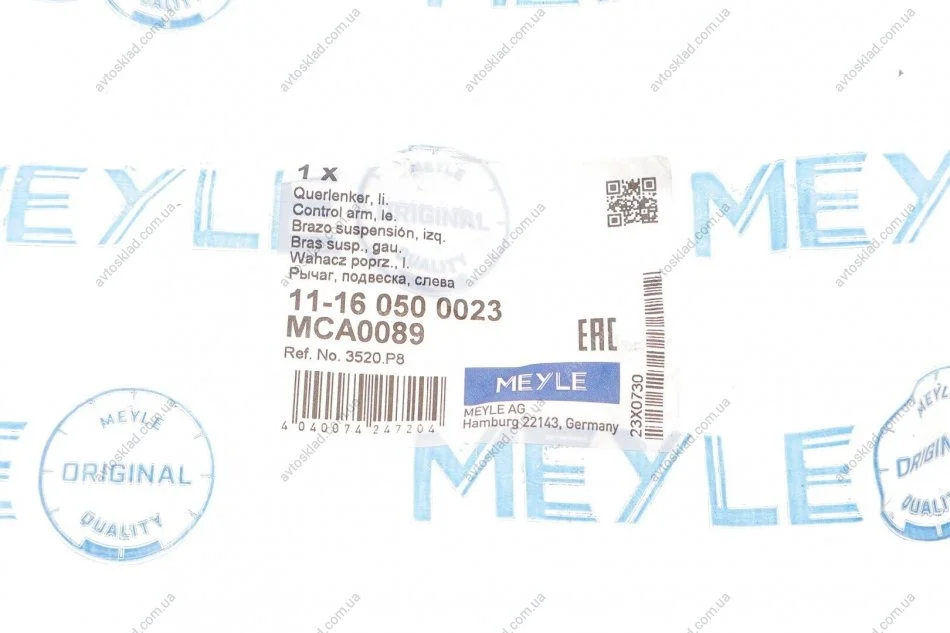 1 x
Querlenker, li.
Control arm, le.
Brazo suspensión, izq.
Bras susp., gau.
Wahacz poprz., l.
Рычаг, подвеска, слева
11-16 050 0023
MCA0089
Ref. No. 3520.P8
4 040074 247204
EAC
MEYLE
MEYLE AG
Hamburg 22143, Germany
23X0730
MEYLE
ORIGINAL
QUALITY
MEYLE
MEYLE
MEYLE
ORIGINAL
QUALITY
MEYLE
ORIGINAL
QUALITY
avtosklad.com.ua